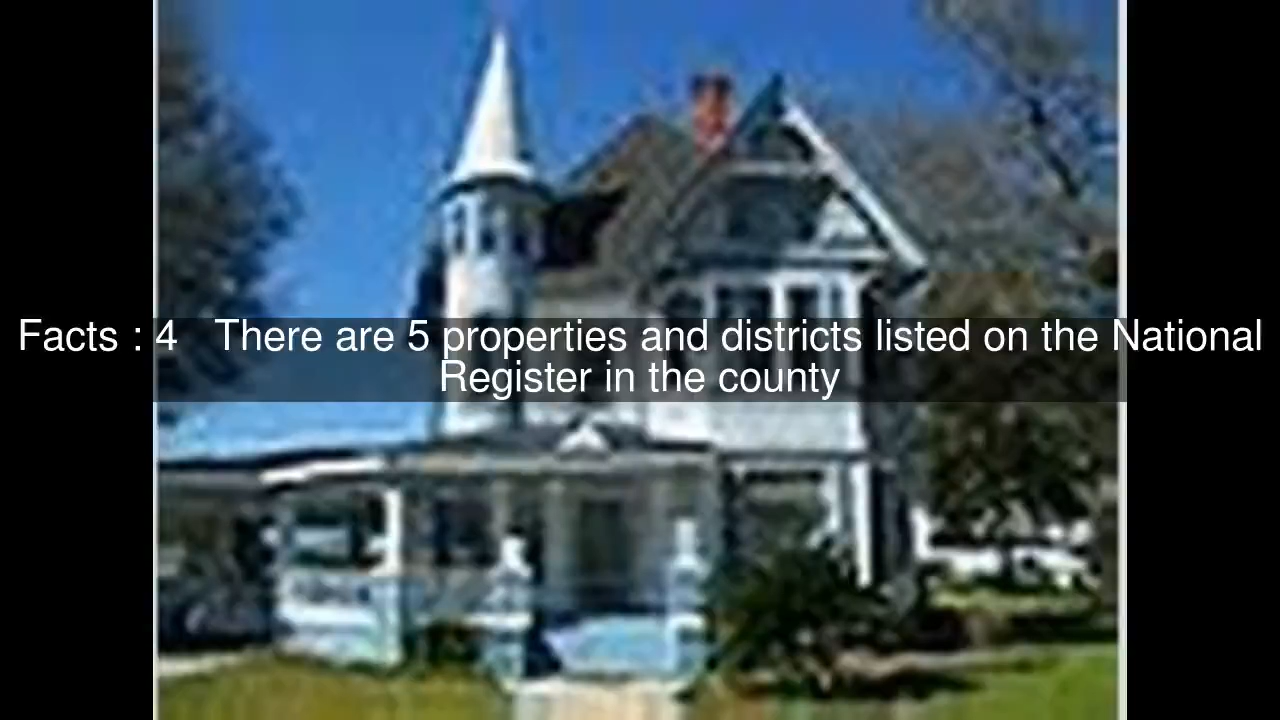 Facts : 4   There are 5 properties and districts listed on the National
Register in the county